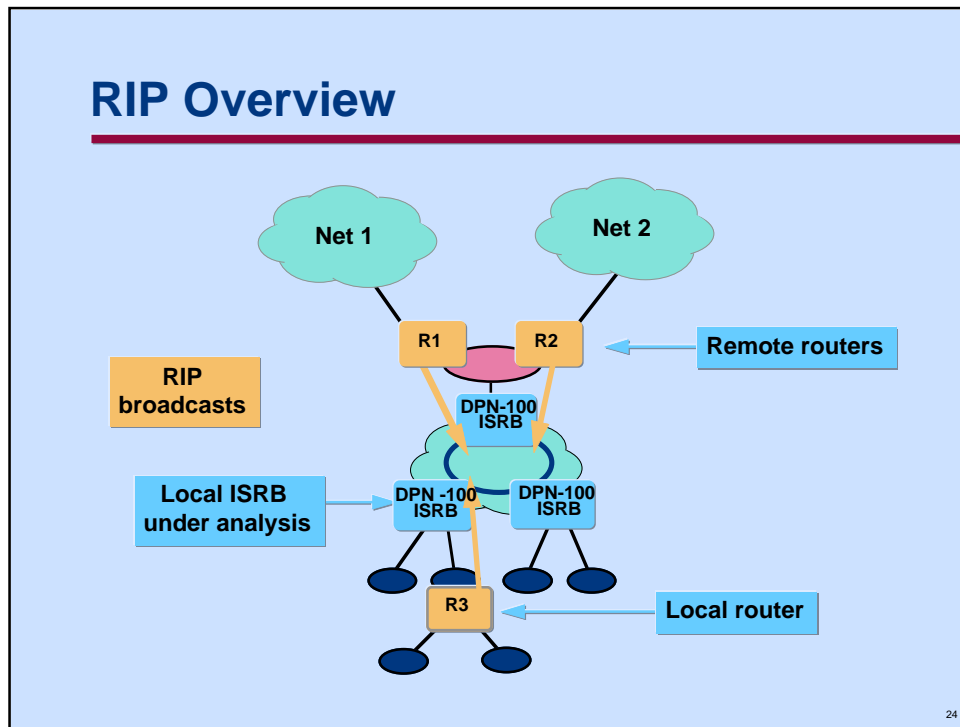 RIP Overview
Net 1
Net 2
R1
R2
Remote routers
RIP
broadcasts
DPN-100
ISRB
Local ISRB
under analysis
DPN -100
ISRB
DPN-100
ISRB
R3
Local router
24